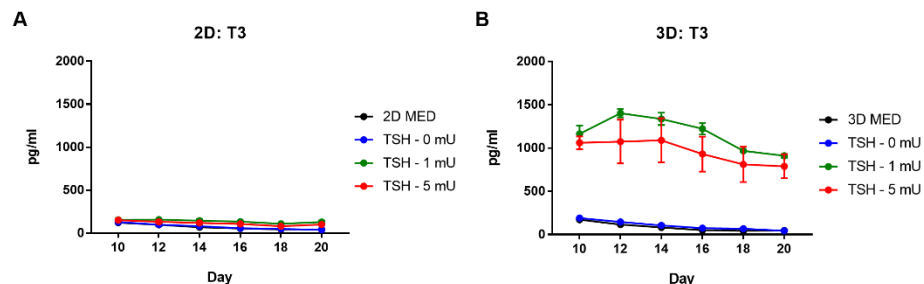 A
2D: T3
2000
1500
1000
500
0
pg/ml
10 12 14 16 18 20
Day
2D MED
TSH - 0 mU
TSH - 1 mU
TSH - 5 mU
B
3D: T3
2000
1500
1000
500
0
pg/ml
10 12 14 16 18 20
Day
3D MED
TSH - 0 mU
TSH - 1 mU
TSH - 5 mU